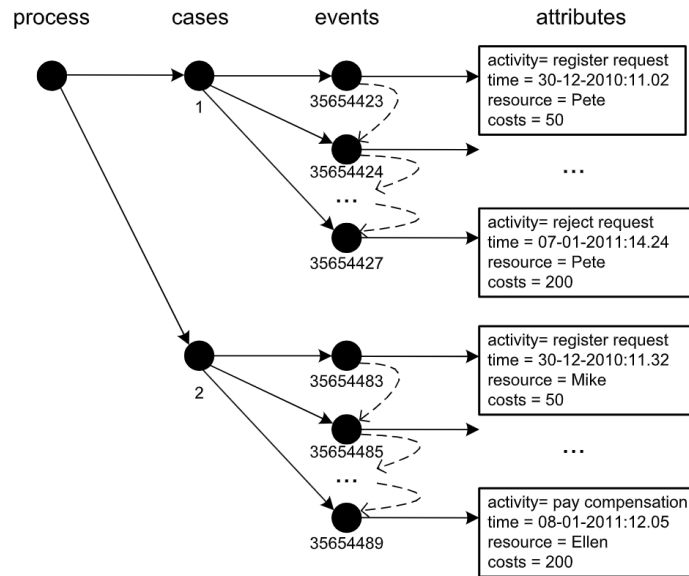 process cases events attributes
activity= register request
time = 30-12-2010:11.02
resource = Pete
costs = 50
35654423
1
35654424
...
...
activity= reject request
time = 07-01-2011:14.24
resource = Pete
costs = 200
35654427
activity= register request
time = 30-12-2010:11.32
resource = Mike
costs = 50
35654483
2
35654485
...
...
activity= pay compensation
time = 08-01-2011:12.05
resource = Ellen
costs = 200
35654489